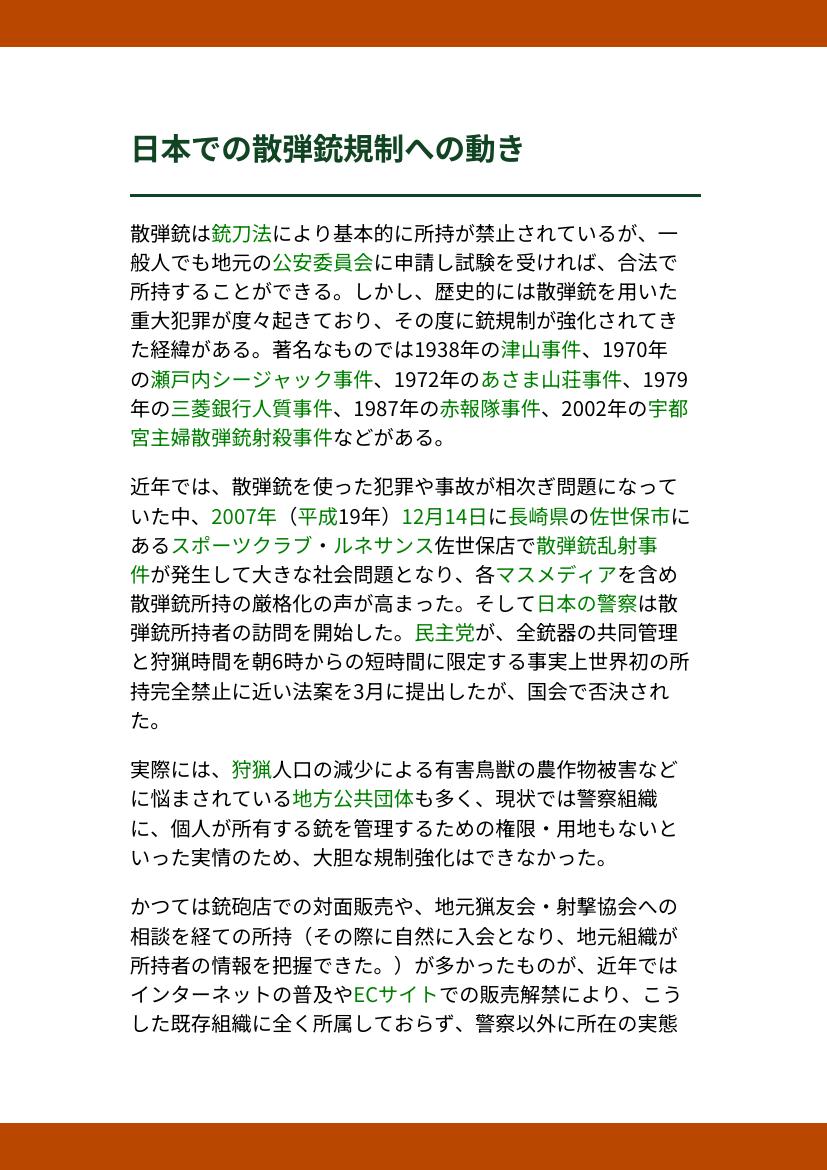 日本での散弾銃規制への動き
散弾銃は銃刀法により基本的に所持が禁止されているが、一
般人でも地元の公安委員会に申請し試験を受ければ、合法で
所持することができる。しかし、歴史的には散弾銃を用いた
重大犯罪が度々起きており、その度に銃規制が強化されてき
た経緯がある。著名なものでは1938年の津山事件、1970年
の瀬戸内シージャック事件、1972年のあさま山荘事件、1979
年の三菱銀行人質事件、1987年の赤報隊事件、2002年の宇都
宮主婦散弾銃射殺事件などがある。
近年では、散弾銃を使った犯罪や事故が相次ぎ問題になって
いた中、2007年（平成19年）12月14日に長崎県の佐世保市に
あるスポーツクラブ・ルネサンス佐世保店で散弾銃乱射事
件が発生して大きな社会問題となり、各マスメディアを含め
散弾銃所持の厳格化の声が高まった。そして日本の警察は散
弾銃所持者の訪問を開始した。民主党が、全銃器の共同管理
と狩猟時間を朝6時からの短時間に限定する事実上世界初の所
持完全禁止に近い法案を3月に提出したが、国会で否決され
た。
実際には、狩猟人口の減少による有害鳥獣の農作物被害など
に悩まされている地方公共団体も多く、現状では警察組織
に、個人が所有する銃を管理するための権限・用地もないと
いった実情のため、大胆な規制強化はできなかった。
かつては銃砲店での対面販売や、地元猟友会・射撃協会への
相談を経ての所持（その際に自然に入会となり、地元組織が
所持者の情報を把握できた。）が多かったものが、近年では
インターネットの普及やECサイトでの販売解禁により、こう
した既存組織に全く所属しておらず、警察以外に所在の実態